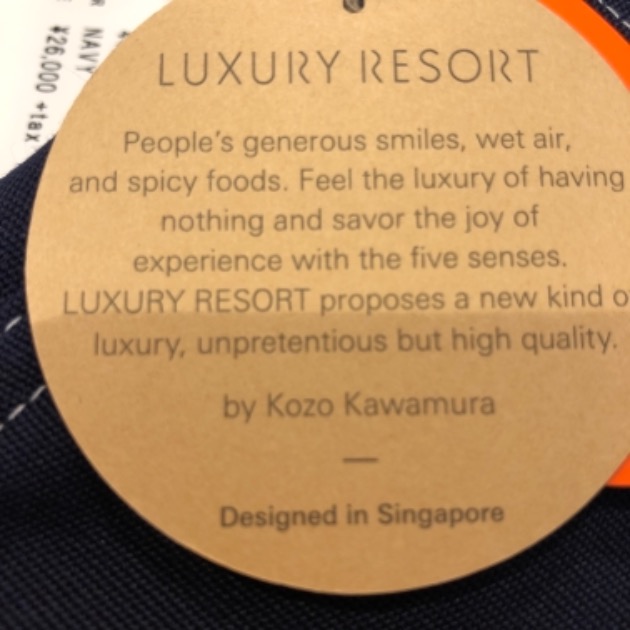 LUXURY RESORT
People's generous smiles, wet air,
and spicy foods. Feel the luxury of having
nothing and savor the joy of
experience with the five senses.
LUXURY RESORT proposes a new kind of
luxury, unpretentious but high quality.
by Kozo Kawamura
—
Designed in Singapore
NAVY
¥26,000 +tax